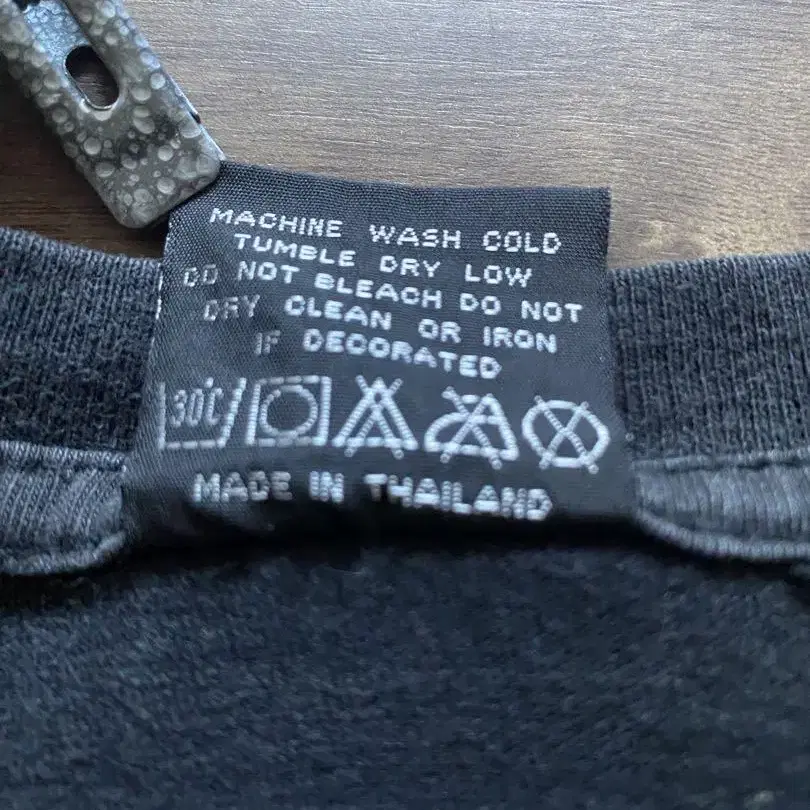 MACHINE WASH COLD
TUMBLE DRY LOW
DO NOT BLEACH DO NOT
DRY CLEAN OR IRON
IF DECORATED
30°C
MADE IN THAILAND